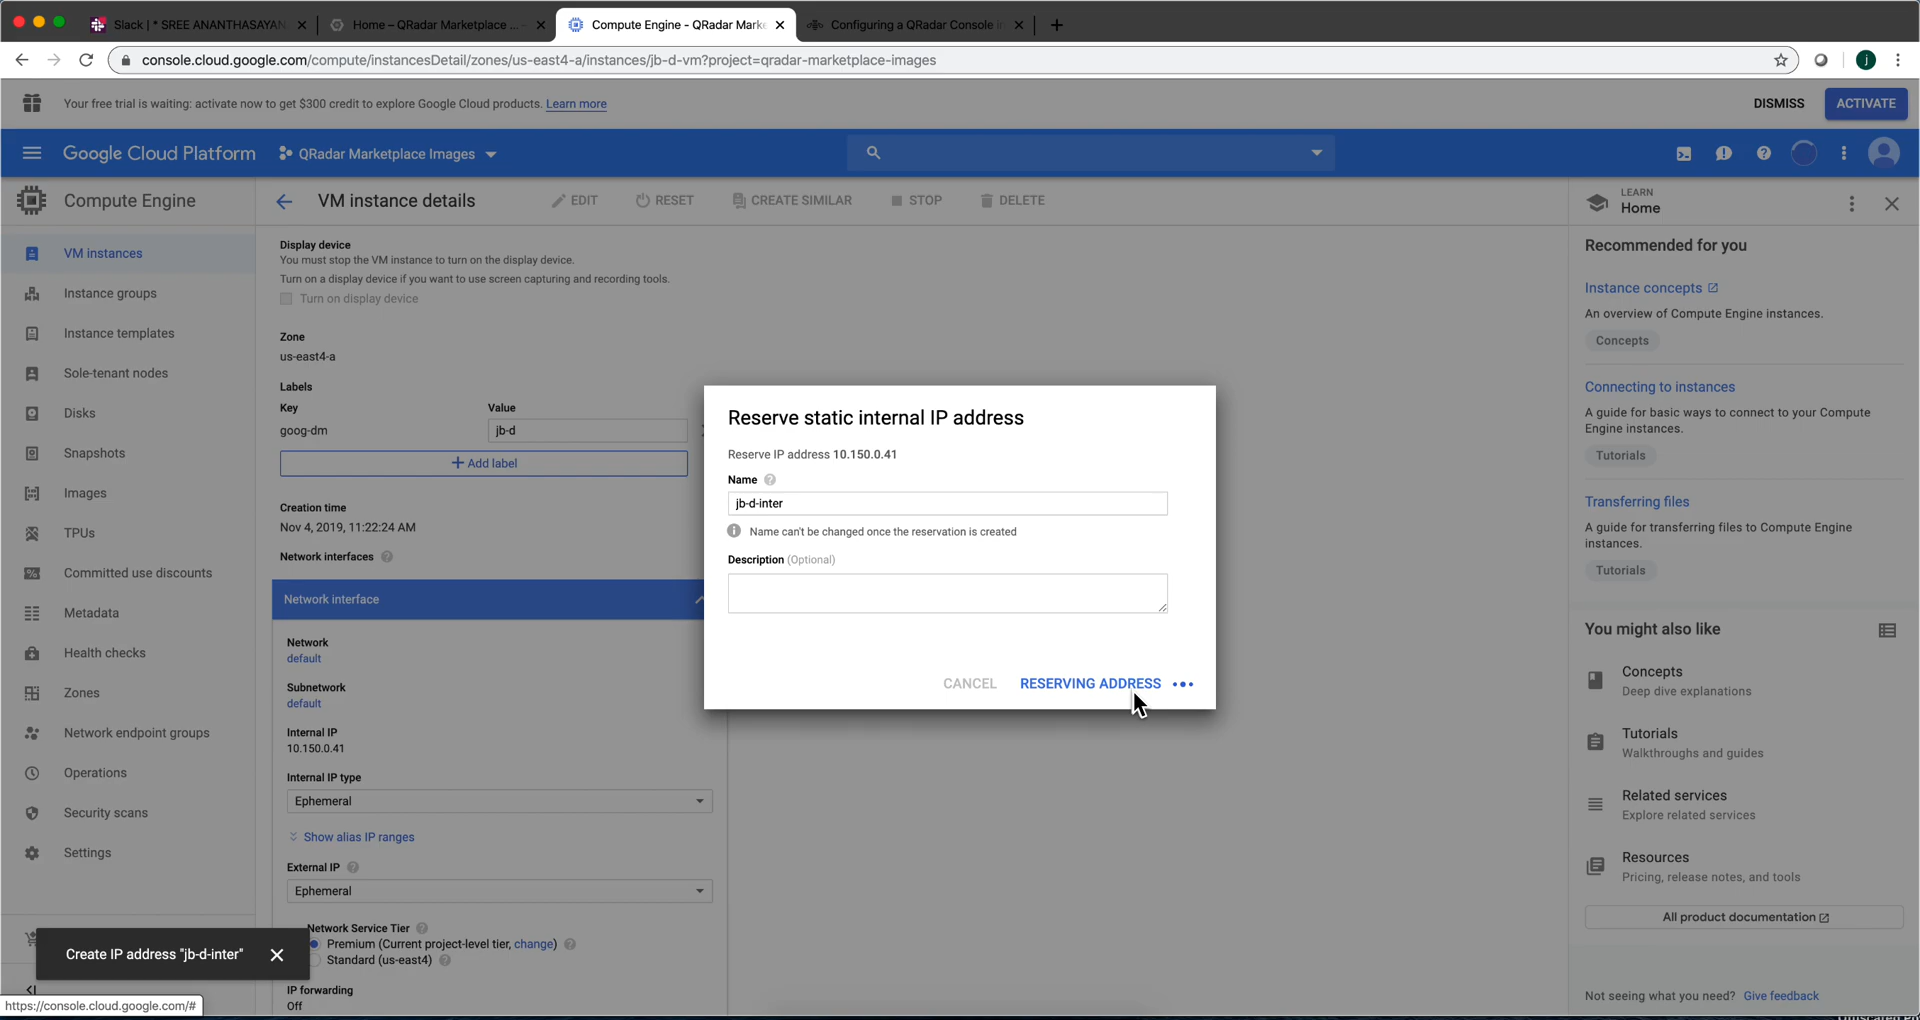 Slack | * SREE ANANTHASAYAN
Home – QRadar Marketplace ...
Compute Engine - QRadar Marke
Configuring a QRadar Console i
console.cloud.google.com/compute/instancesDetail/zones/us-east4-a/instances/jb-d-vm?project=qradar-marketplace-images
j
Your free trial is waiting: activate now to get $300 credit to explore Google Cloud products. Learn more
DISMISS
ACTIVATE
Google Cloud Platform
QRadar Marketplace Images
Compute Engine
VM instance details
EDIT
RESET
CREATE SIMILAR
STOP
DELETE
LEARN
Home
VM instances
Instance groups
Instance templates
Sole-tenant nodes
Disks
Snapshots
Images
TPUs
Committed use discounts
Metadata
Health checks
Zones
Network endpoint groups
Operations
Security scans
Settings
Display device
You must stop the VM instance to turn on the display device.
Turn on a display device if you want to use screen capturing and recording tools.
Turn on display device
Zone
us-east4-a
Labels
Key
Value
goog-dm
jb-d
+ Add label
Creation time
Nov 4, 2019, 11:22:24 AM
Network interfaces
Network interface
Network
default
Subnetwork
default
Internal IP
10.150.0.41
Internal IP type
Ephemeral
Show alias IP ranges
External IP
Ephemeral
Network Service Tier
Premium (Current project-level tier, change)
Standard (us-east4)
IP forwarding
Off
Reserve static internal IP address
Reserve IP address 10.150.0.41
Name
jb-d-inter
Name can't be changed once the reservation is created
Description (Optional)
CANCEL
RESERVING ADDRESS
Recommended for you
Instance concepts
An overview of Compute Engine instances.
Concepts
Connecting to instances
A guide for basic ways to connect to your Compute
Engine instances.
Tutorials
Transferring files
A guide for transferring files to Compute Engine
instances.
Tutorials
You might also like
Concepts
Deep dive explanations
Tutorials
Walkthroughs and guides
Related services
Explore related services
Resources
Pricing, release notes, and tools
All product documentation
Not seeing what you need? Give feedback
Create IP address "jb-d-inter"
https://console.cloud.google.com/#